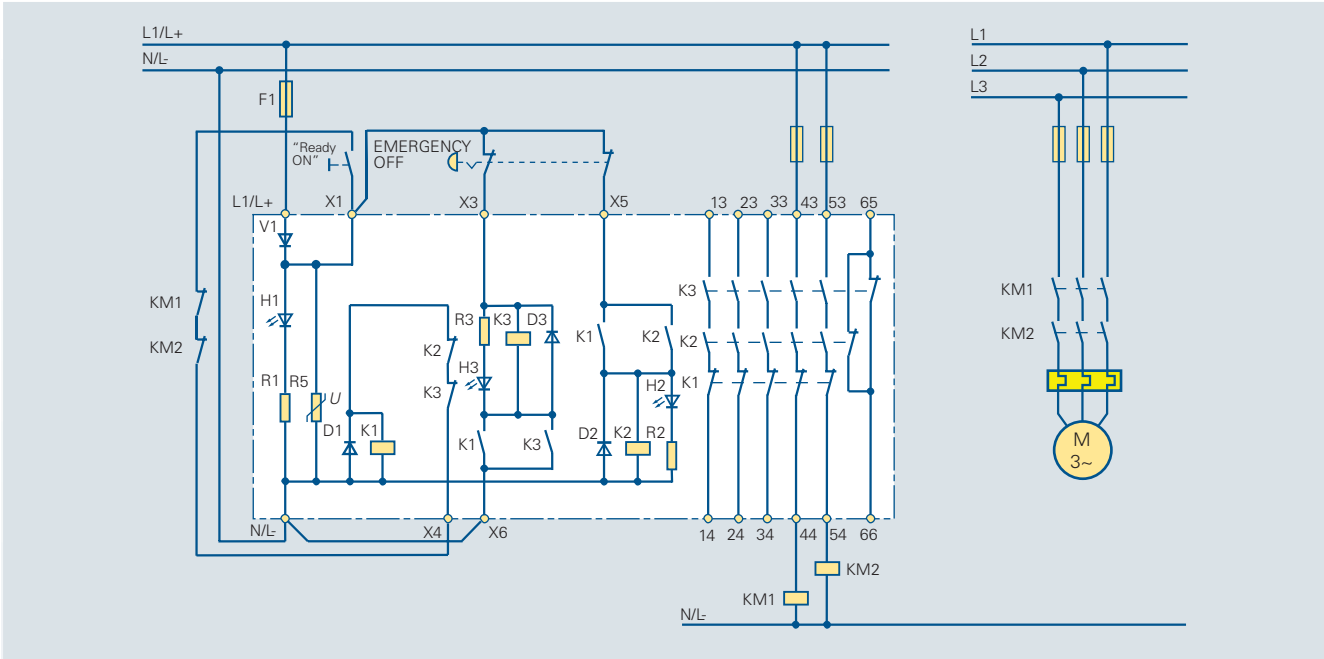 L1/L+
N/L-
F1
"Ready
ON"
EMERGENCY
OFF
L1/L+
X1
X3
X5
13
23
33
43
53
65
V1
H1
R1
R5
U
D1
K1
K2
K3
R3
K3
D3
H3
K1
K3
K1
K2
H2
D2
K2
R2
K3
K2
K1
KM1
KM2
N/L-
X4
X6
14
24
34
44
54
66
KM2
KM1
N/L-
L1
L2
L3
KM1
KM2
M
3~